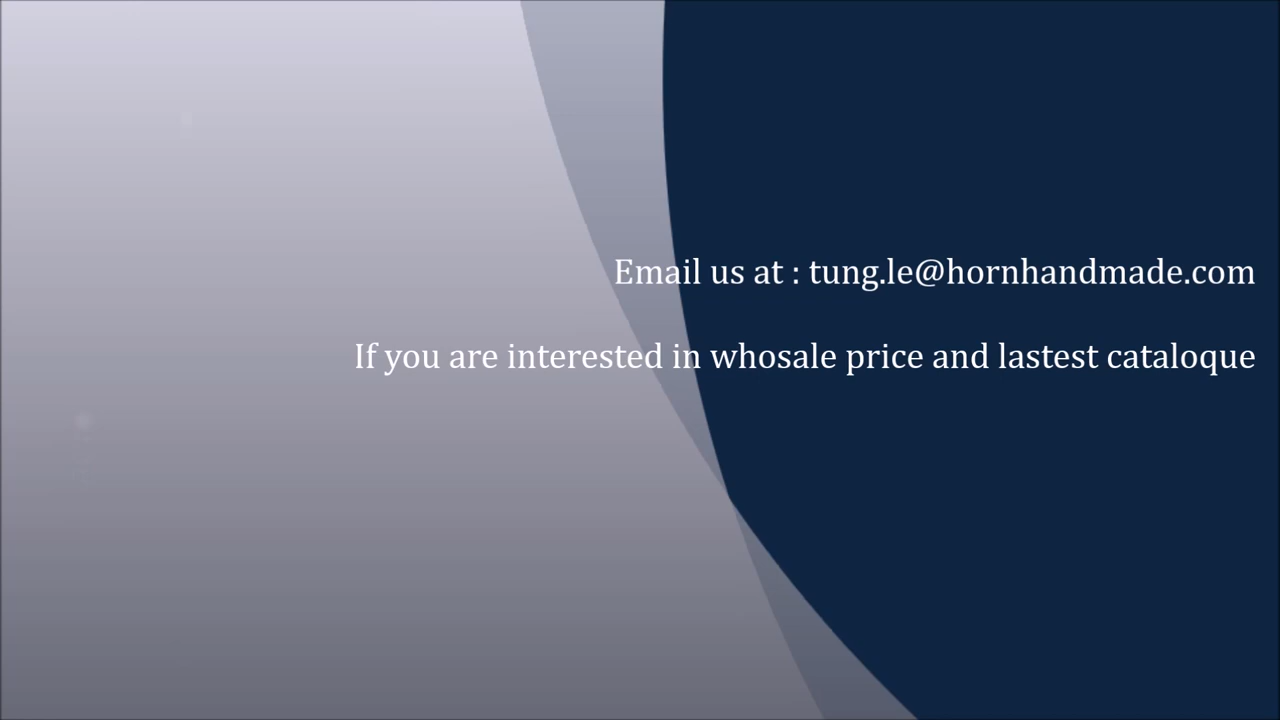 Email us at : tung.le@hornhandmade.com
If you are interested in whosale price and lastest cataloque